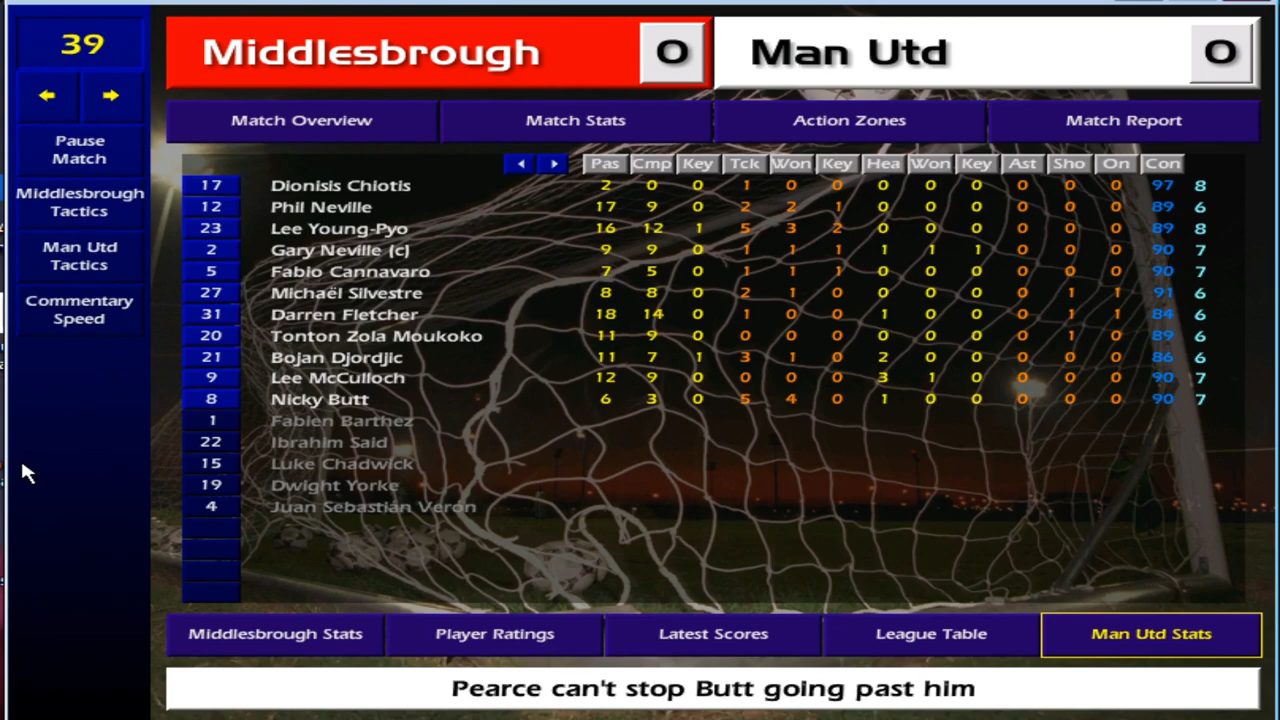 39
Middlesbrough 0 Man Utd 0
Match Overview Match Stats Action Zones Match Report
Pause
Match
Middlesbrough
Tactics
Man Utd
Tactics
Commentary
Speed
Pas Cmp Key Tck Won Key Hea Won Key Ast Sho On Con
17 Dionisis Chiotis 2 0 0 1 0 0 0 0 0 0 0 0 97 8
12 Phil Neville 17 9 0 2 2 1 0 0 0 0 0 0 89 6
23 Lee Young-Pyo 16 12 1 5 3 2 0 0 0 0 0 0 89 8
2 Gary Neville (c) 9 9 0 1 1 1 1 1 1 0 0 0 90 7
5 Fabio Cannavaro 7 5 0 1 1 1 0 0 0 0 0 0 90 7
27 Michaël Silvestre 8 8 0 2 1 0 0 0 0 0 1 1 91 6
31 Darren Fletcher 18 14 0 1 0 0 1 0 0 0 1 1 84 6
20 Tonton Zola Moukoko 11 9 0 0 0 0 0 0 0 0 1 0 89 6
21 Bojan Djordjic 11 7 1 3 1 0 2 0 0 0 0 0 86 6
9 Lee McCulloch 12 9 0 0 0 0 3 1 0 0 0 0 90 7
8 Nicky Butt 6 3 0 5 4 0 1 0 0 0 0 0 90 7
1 Fabien Barthez
22 Ibrahim Said
15 Luke Chadwick
19 Dwight Yorke
4 Juan Sebastián Verón
Middlesbrough Stats Player Ratings Latest Scores League Table Man Utd Stats
Pearce can't stop Butt going past him